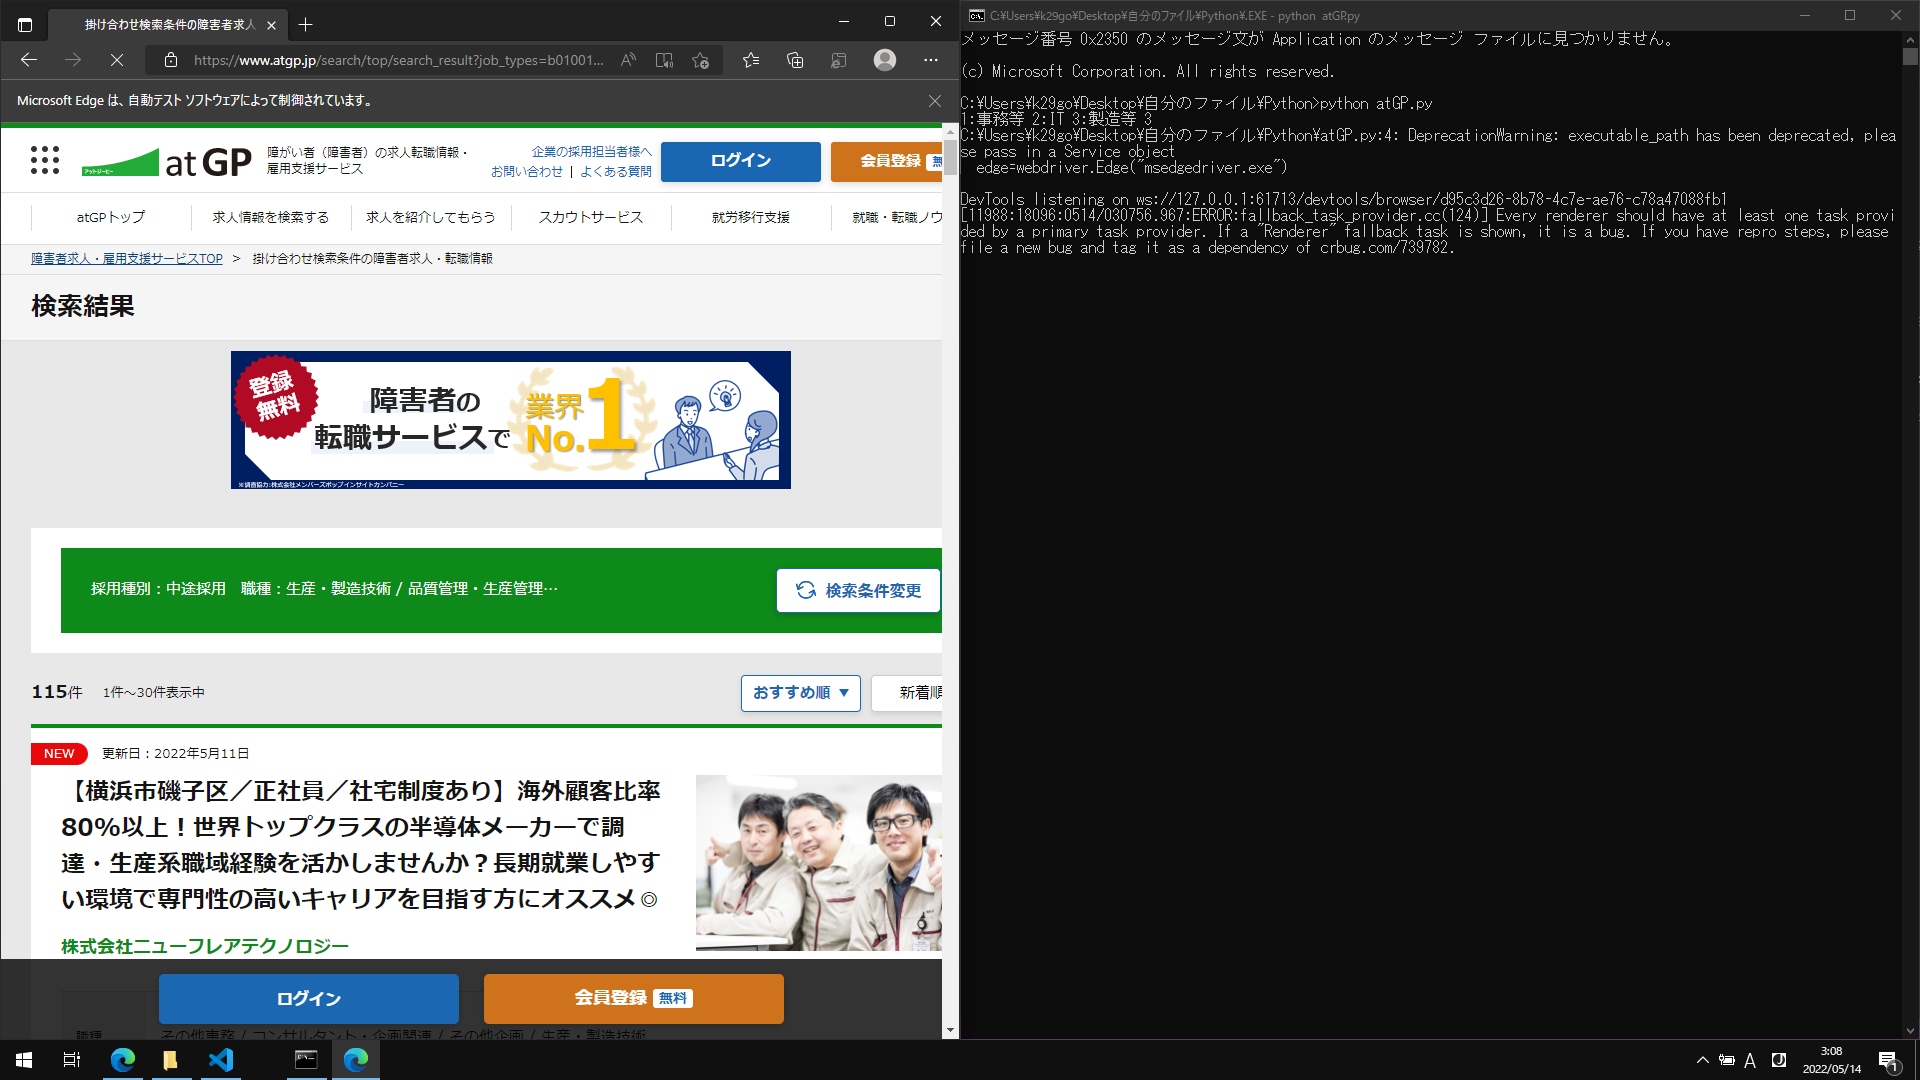 掛け合わせ検索条件の障害者求人
https://www.atgp.jp/search/top/search_result?job_types=b01001...
Microsoft Edge は、自動テスト ソフトウェアによって制御されています。
アットジーピー
atGP
障がい者（障害者）の求人転職情報・
雇用支援サービス
企業の採用担当者様へ
お問い合わせ | よくある質問
ログイン
会員登録 無
atGPトップ
求人情報を検索する
求人を紹介してもらう
スカウトサービス
就労移行支援
就職・転職ノウ
障害者求人・雇用支援サービスTOP > 掛け合わせ検索条件の障害者求人・転職情報
検索結果
登録
無料
障害者の
転職サービスで
業界
No.1
※調査協力:株式会社メンバーズポップインサイトカンパニー
採用種別：中途採用　職種：生産・製造技術 / 品質管理・生産管理…
検索条件変更
115件 1件～30件表示中
おすすめ順 ▼
新着順
NEW 更新日：2022年5月11日
【横浜市磯子区／正社員／社宅制度あり】海外顧客比率
80%以上！世界トップクラスの半導体メーカーで調
達・生産系職域経験を活かしませんか？長期就業しやす
い環境で専門性の高いキャリアを目指す方にオススメ◎
株式会社ニューフレアテクノロジー
ログイン
会員登録 無料
職種 その他事務 / コンサルタント・企画関連 / その他企画 / 生産・製造技術
C:¥Users¥k29go¥Desktop¥自分のファイル¥Python¥.EXE - python atGP.py
メッセージ番号 0x2350 のメッセージ文が Application のメッセージ ファイルに見つかりません。
(c) Microsoft Corporation. All rights reserved.
C:¥Users¥k29go¥Desktop¥自分のファイル¥Python>python atGP.py
1:事務等 2:IT 3:製造等 3
C:¥Users¥k29go¥Desktop¥自分のファイル¥Python¥atGP.py:4: DeprecationWarning: executable_path has been deprecated, plea
se pass in a Service object
edge=webdriver.Edge("msedgedriver.exe")
DevTools listening on ws://127.0.0.1:61713/devtools/browser/d95c3d26-8b78-4c7e-ae76-c78a47088fb1
[11988:18096:0514/030756.967:ERROR:fallback_task_provider.cc(124)] Every renderer should have at least one task provi
ded by a primary task provider. If a "Renderer" fallback task is shown, it is a bug. If you have repro steps, please
file a new bug and tag it as a dependency of crbug.com/739782.
A
3:08
2022/05/14
1